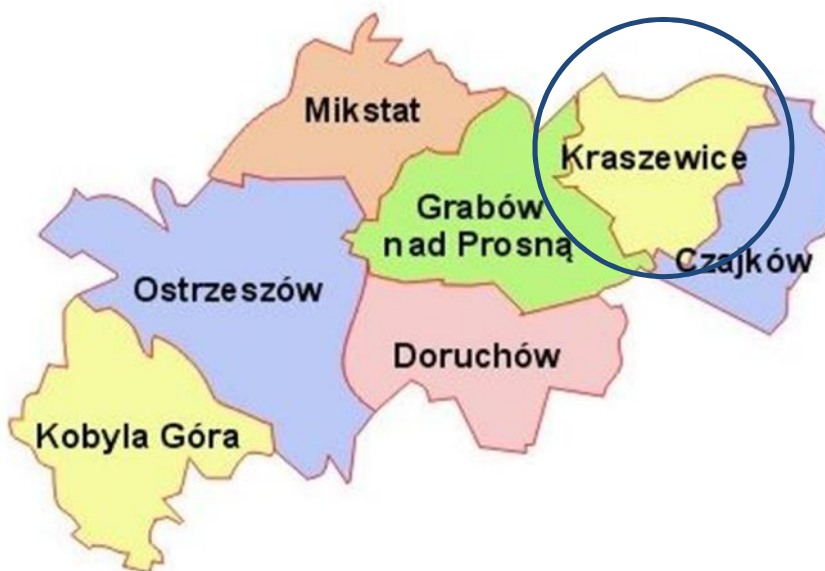 Mikstat
Kraszewice
Grabów
nad Prosną
Czajków
Ostrzeszów
Doruchów
Kobyla Góra